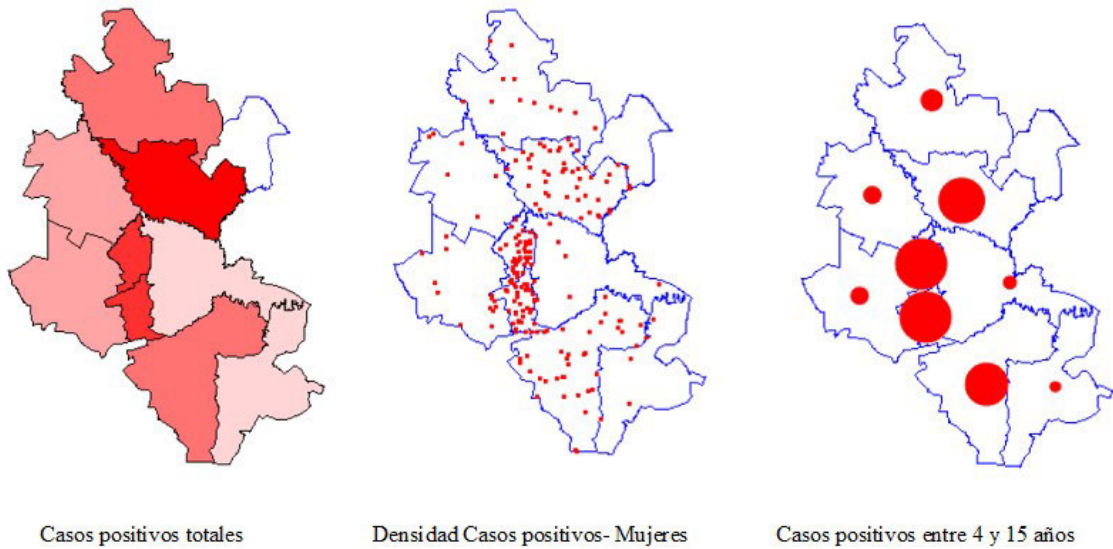 Casos positivos totales
Densidad Casos positivos- Mujeres
Casos positivos entre 4 y 15 años